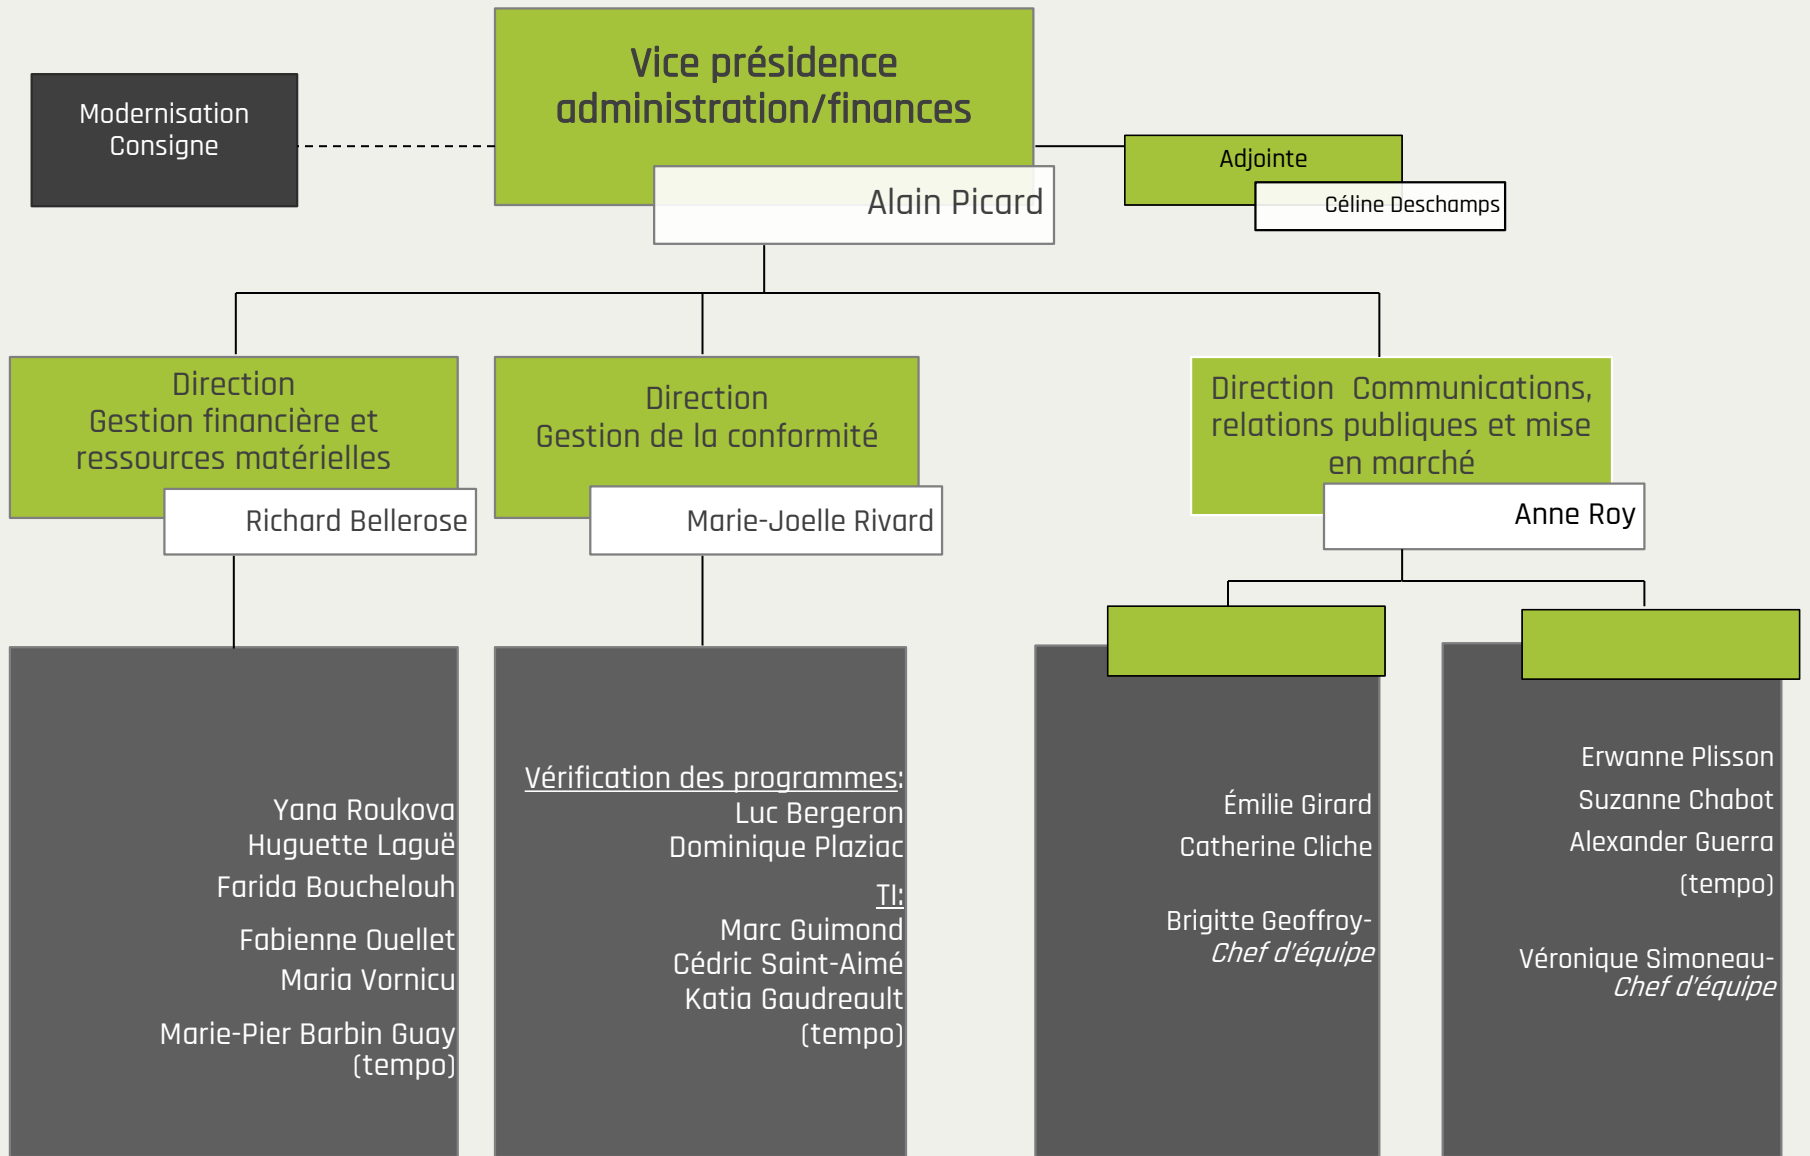 Vice présidence
administration/finances
Alain Picard
Modernisation
Consigne
Adjointe
Céline Deschamps
Direction
Gestion financière et
ressources matérielles
Richard Bellerose
Direction
Gestion de la conformité
Marie-Joelle Rivard
Direction  Communications,
relations publiques et mise
en marché
Anne Roy
Yana Roukova
Huguette Laguë
Farida Bouchelouh
Fabienne Ouellet
Maria Vornicu
Marie-Pier Barbin Guay
(tempo)
Vérification des programmes:
Luc Bergeron
Dominique Plaziac
TI:
Marc Guimond
Cédric Saint-Aimé
Katia Gaudreault
(tempo)
Émilie Girard
Catherine Cliche
Brigitte Geoffroy-
Chef d'équipe
Erwanne Plisson
Suzanne Chabot
Alexander Guerra
(tempo)
Véronique Simoneau-
Chef d'équipe